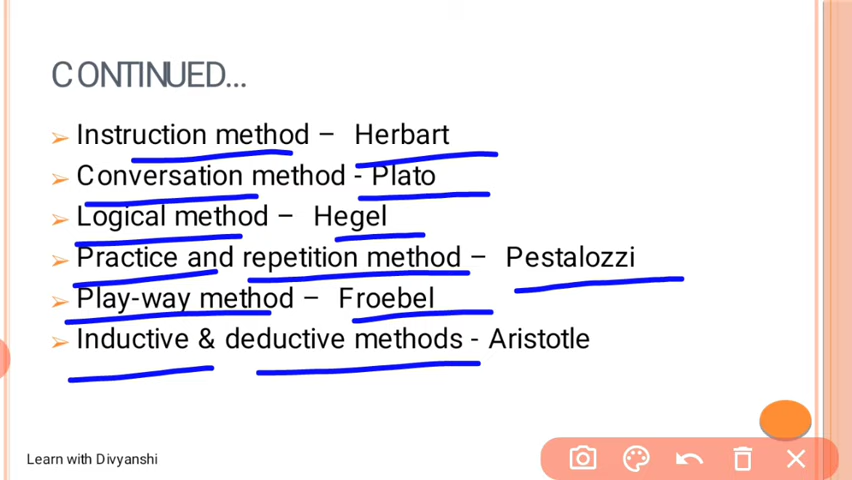 CONTINUED...
➢ Instruction method – Herbart
➢ Conversation method - Plato
➢ Logical method – Hegel
➢ Practice and repetition method – Pestalozzi
➢ Play-way method – Froebel
➢ Inductive & deductive methods - Aristotle
Learn with Divyanshi